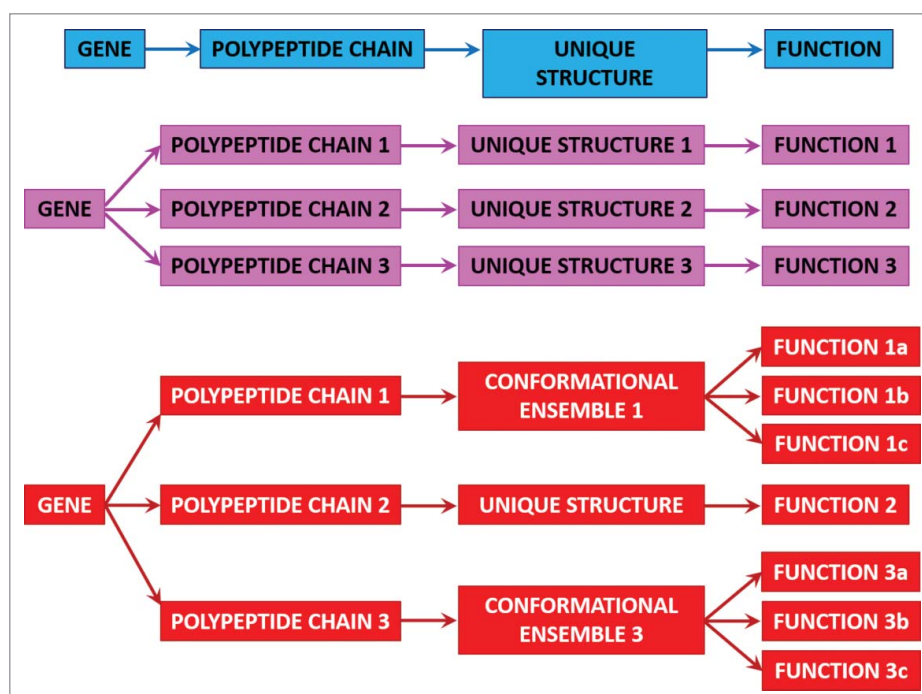 GENE
POLYPEPTIDE CHAIN
UNIQUE
STRUCTURE
FUNCTION
POLYPEPTIDE CHAIN 1
UNIQUE STRUCTURE 1
FUNCTION 1
GENE
POLYPEPTIDE CHAIN 2
UNIQUE STRUCTURE 2
FUNCTION 2
POLYPEPTIDE CHAIN 3
UNIQUE STRUCTURE 3
FUNCTION 3
FUNCTION 1a
POLYPEPTIDE CHAIN 1
CONFORMATIONAL
ENSEMBLE 1
FUNCTION 1b
FUNCTION 1c
GENE
POLYPEPTIDE CHAIN 2
UNIQUE STRUCTURE
FUNCTION 2
FUNCTION 3a
POLYPEPTIDE CHAIN 3
CONFORMATIONAL
ENSEMBLE 3
FUNCTION 3b
FUNCTION 3c